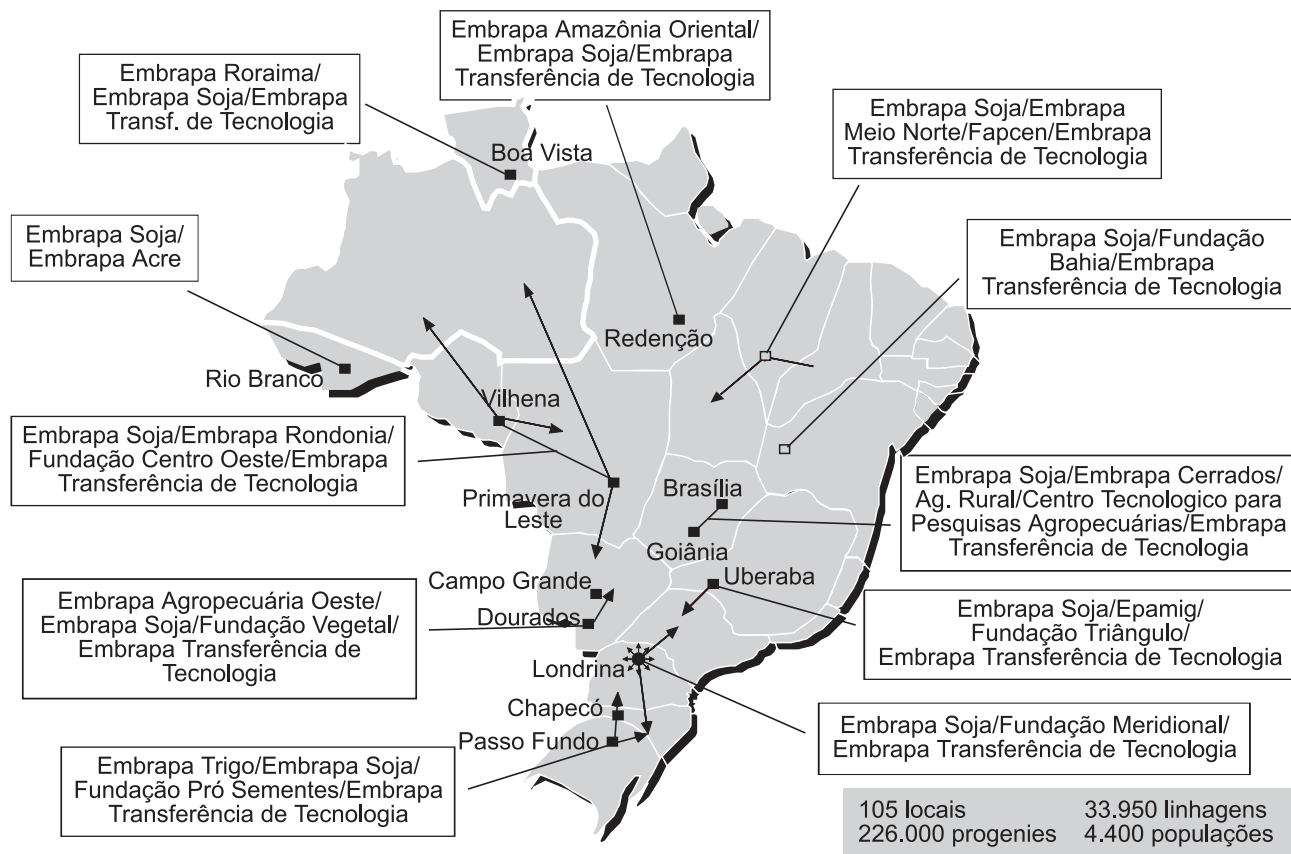 Embrapa Amazônia Oriental/
Embrapa Soja/Embrapa
Transferência de Tecnologia
Embrapa Roraima/
Embrapa Soja/Embrapa
Transf. de Tecnologia
Embrapa Soja/Embrapa
Meio Norte/Fapcen/Embrapa
Transferência de Tecnologia
Boa Vista
Embrapa Soja/
Embrapa Acre
Embrapa Soja/Fundação
Bahia/Embrapa
Transferência de Tecnologia
Redenção
Rio Branco
Vilhena
Embrapa Soja/Embrapa Rondonia/
Fundação Centro Oeste/Embrapa
Transferência de Tecnologia
Primavera do
Leste
Brasília
Goiânia
Embrapa Soja/Embrapa Cerrados/
Ag. Rural/Centro Tecnologico para
Pesquisas Agropecuárias/Embrapa
Transferência de Tecnologia
Campo Grande
Uberaba
Dourados
Embrapa Agropecuária Oeste/
Embrapa Soja/Fundação Vegetal/
Embrapa Transferência de
Tecnologia
Embrapa Soja/Epamig/
Fundação Triângulo/
Embrapa Transferência de Tecnologia
Londrina
Chapecó
Passo Fundo
Embrapa Soja/Fundação Meridional/
Embrapa Transferência de Tecnologia
Embrapa Trigo/Embrapa Soja/
Fundação Pró Sementes/Embrapa
Transferência de Tecnologia
105 locais 33.950 linhagens
226.000 progenies 4.400 populações